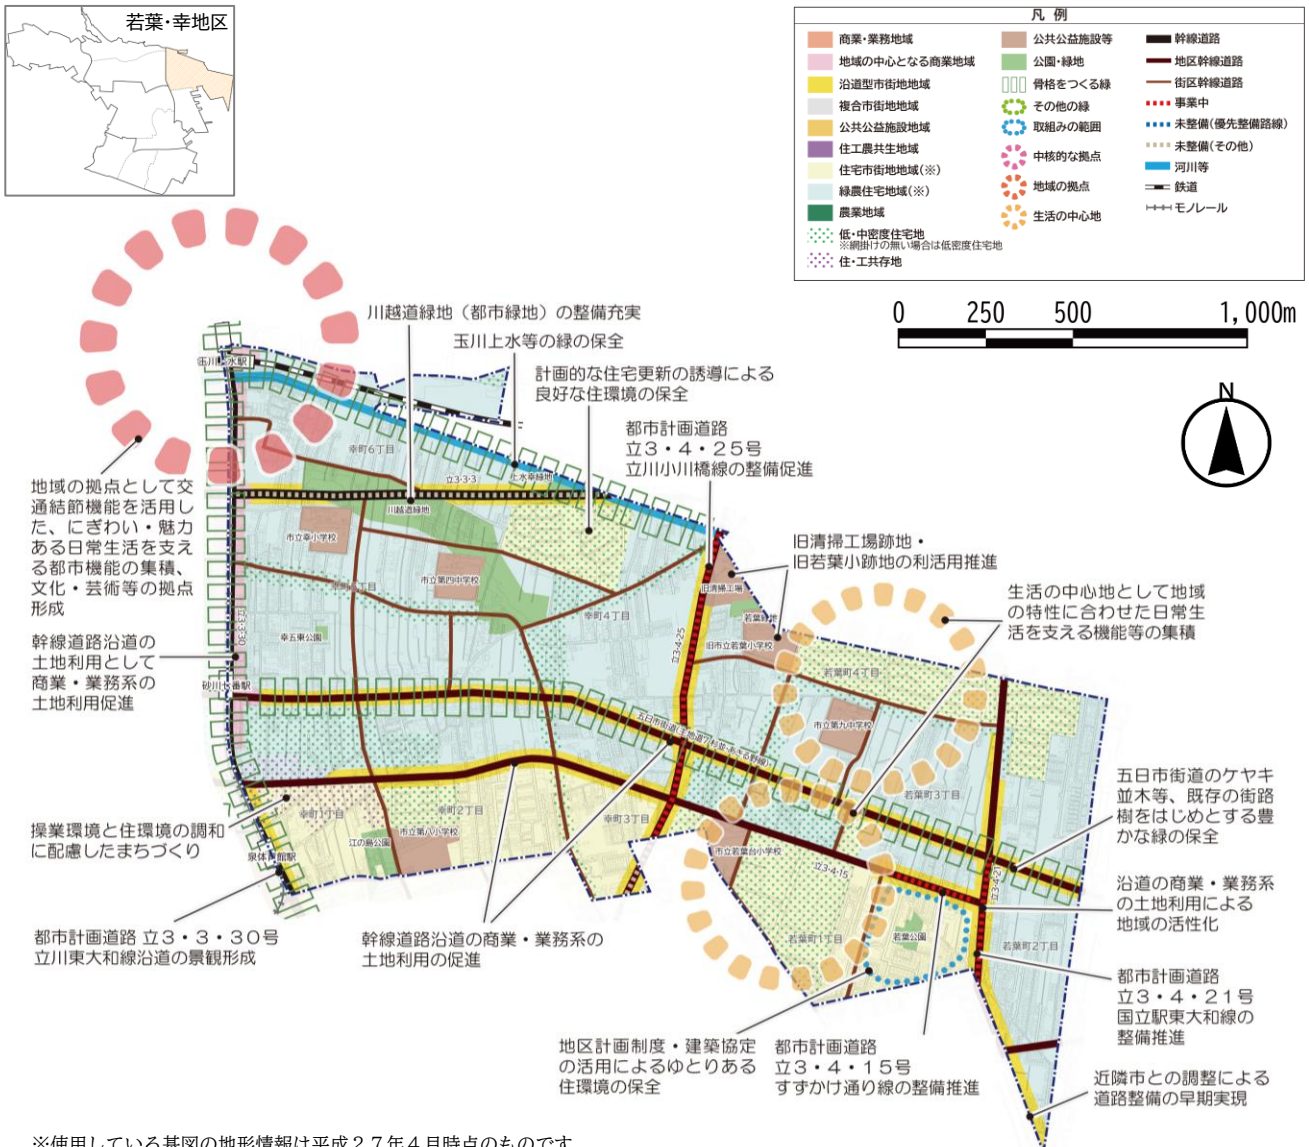 若葉・幸地区
凡 例
商業・業務地域
地域の中心となる商業地域
沿道型市街地地域
複合市街地地域
公共公益施設地域
住工農共生地域
住宅市街地地域(※)
緑農住宅地域(※)
農業地域
低・中密度住宅地
※網掛けの無い場合は低密度住宅地
住・工共存地
公共公益施設等
公園・緑地
骨格をつくる緑
その他の緑
取組みの範囲
中核的な拠点
地域の拠点
生活の中心地
幹線道路
地区幹線道路
街区幹線道路
事業中
未整備(優先整備路線)
未整備(その他)
河川等
鉄道
モノレール
0 250 500 1,000m
N
川越道緑地（都市緑地）の整備充実
玉川上水等の緑の保全
計画的な住宅更新の誘導による
良好な住環境の保全
都市計画道路
立3・4・25号
立川小川橋線の整備促進
地域の拠点として交
通結節機能を活用し
た、にぎわい・魅力
ある日常生活を支え
る都市機能の集積、
文化・芸術等の拠点
形成
旧清掃工場跡地・
旧若葉小跡地の利活用推進
生活の中心地として地域
の特性に合わせた日常生
活を支える機能等の集積
幹線道路沿道の
土地利用として
商業・業務系の
土地利用促進
操業環境と住環境の調和
に配慮したまちづくり
都市計画道路 立3・3・30号
立川東大和線沿道の景観形成
幹線道路沿道の商業・業務系の
土地利用の促進
五日市街道のケヤキ
並木等、既存の街路
樹をはじめとする豊
かな緑の保全
沿道の商業・業務系
の土地利用による
地域の活性化
都市計画道路
立3・4・21号
国立駅東大和線の
整備推進
地区計画制度・建築協定
の活用によるゆとりある
住環境の保全
都市計画道路
立3・4・15号
すずかけ通り線の整備推進
近隣市との調整による
道路整備の早期実現
玉川上水駅
幸町6丁目
立3・3・3
上水幸緑地
川越道緑地
市立幸小学校
市立第四中学校
幸町4丁目
幸五東公園
立3・3・30
砂川七番駅
立3・4・25
旧清掃工場
若葉緑地
旧市立若葉小学校
若葉町4丁目
市立第九中学校
若葉町3丁目
幸町1丁目
幸町2丁目
幸町3丁目
江の島公園
市立第八小学校
泉体育館駅
市立若葉台小学校
立3・4・15
立3・4・21
若葉町1丁目
若葉公園
若葉町2丁目
※使用している基図の地形情報は平成27年4月時点のものです